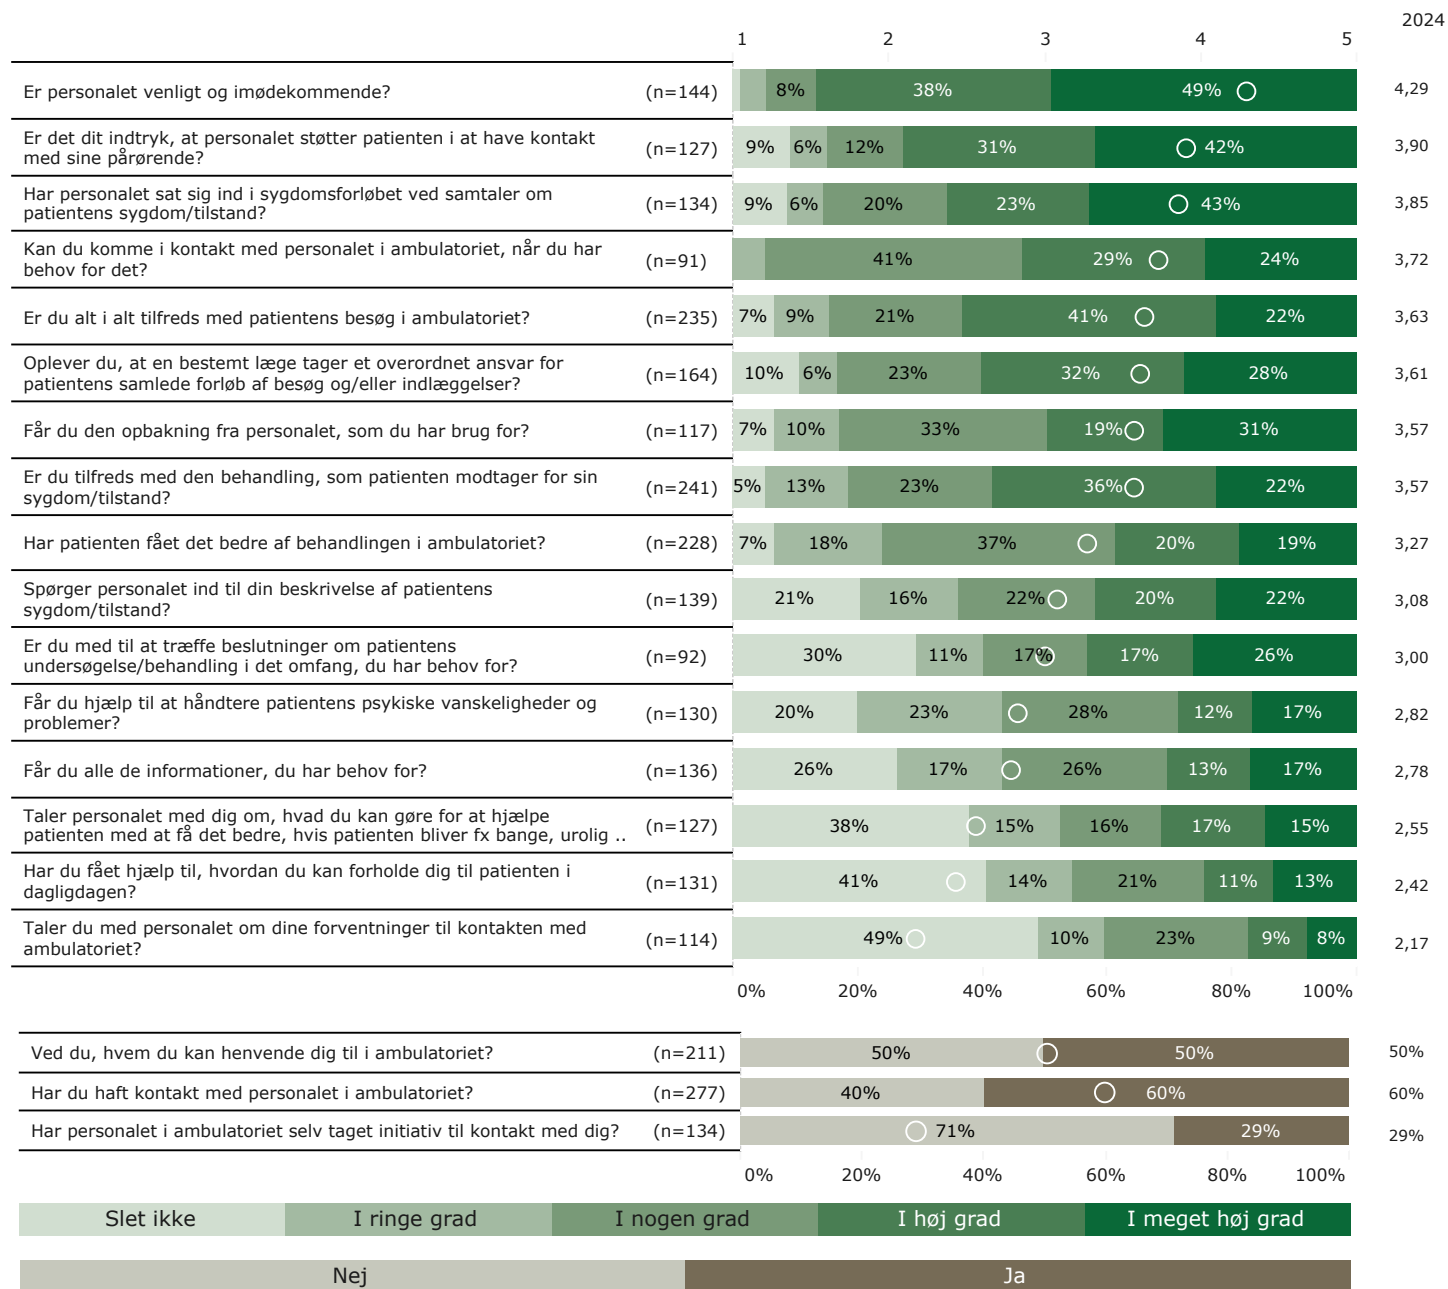 2024
1 2 3 4 5
Er personalet venligt og imødekommende? (n=144) 8% 38% 49% 4,29
Er det dit indtryk, at personalet støtter patienten i at have kontakt
med sine pårørende? (n=127) 9% 6% 12% 31% 42% 3,90
Har personalet sat sig ind i sygdomsforløbet ved samtaler om
patientens sygdom/tilstand? (n=134) 9% 6% 20% 23% 43% 3,85
Kan du komme i kontakt med personalet i ambulatoriet, når du har
behov for det? (n=91) 41% 29% 24% 3,72
Er du alt i alt tilfreds med patientens besøg i ambulatoriet? (n=235) 7% 9% 21% 41% 22% 3,63
Oplever du, at en bestemt læge tager et overordnet ansvar for
patientens samlede forløb af besøg og/eller indlæggelser? (n=164) 10% 6% 23% 32% 28% 3,61
Får du den opbakning fra personalet, som du har brug for? (n=117) 7% 10% 33% 19% 31% 3,57
Er du tilfreds med den behandling, som patienten modtager for sin
sygdom/tilstand? (n=241) 5% 13% 23% 36% 22% 3,57
Har patienten fået det bedre af behandlingen i ambulatoriet? (n=228) 7% 18% 37% 20% 19% 3,27
Spørger personalet ind til din beskrivelse af patientens
sygdom/tilstand? (n=139) 21% 16% 22% 20% 22% 3,08
Er du med til at træffe beslutninger om patientens
undersøgelse/behandling i det omfang, du har behov for? (n=92) 30% 11% 17% 17% 26% 3,00
Får du hjælp til at håndtere patientens psykiske vanskeligheder og
problemer? (n=130) 20% 23% 28% 12% 17% 2,82
Får du alle de informationer, du har behov for? (n=136) 26% 17% 26% 13% 17% 2,78
Taler personalet med dig om, hvad du kan gøre for at hjælpe
patienten med at få det bedre, hvis patienten bliver fx bange, urolig .. (n=127) 38% 15% 16% 17% 15% 2,55
Har du fået hjælp til, hvordan du kan forholde dig til patienten i
dagligdagen? (n=131) 41% 14% 21% 11% 13% 2,42
Taler du med personalet om dine forventninger til kontakten med
ambulatoriet? (n=114) 49% 10% 23% 9% 8% 2,17
0% 20% 40% 60% 80% 100%
Ved du, hvem du kan henvende dig til i ambulatoriet? (n=211) 50% 50% 50%
Har du haft kontakt med personalet i ambulatoriet? (n=277) 40% 60% 60%
Har personalet i ambulatoriet selv taget initiativ til kontakt med dig? (n=134) 71% 29% 29%
0% 20% 40% 60% 80% 100%
Slet ikke I ringe grad I nogen grad I høj grad I meget høj grad
Nej Ja